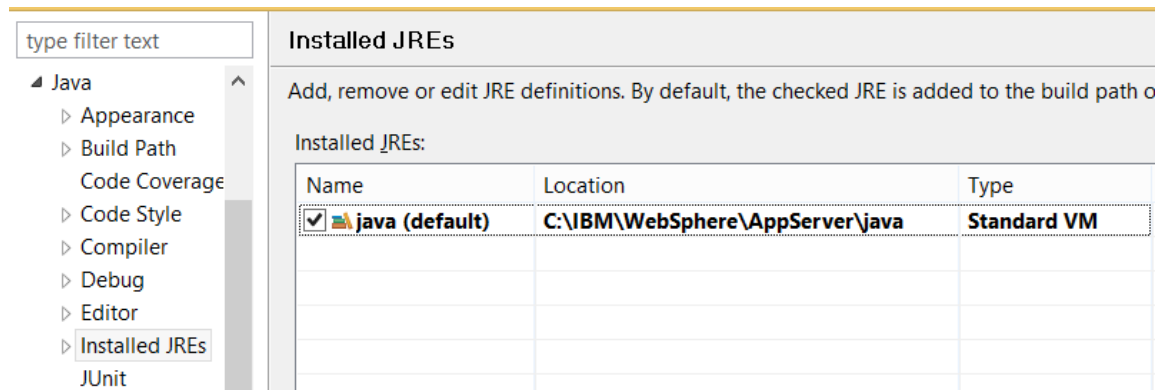 type filter text
Java
Appearance
Build Path
Code Coverage
Code Style
Compiler
Debug
Editor
Installed JREs
JUnit
Installed JREs
Add, remove or edit JRE definitions. By default, the checked JRE is added to the build path o
Installed JREs:
Name Location Type
java (default) C:\IBM\WebSphere\AppServer\java Standard VM